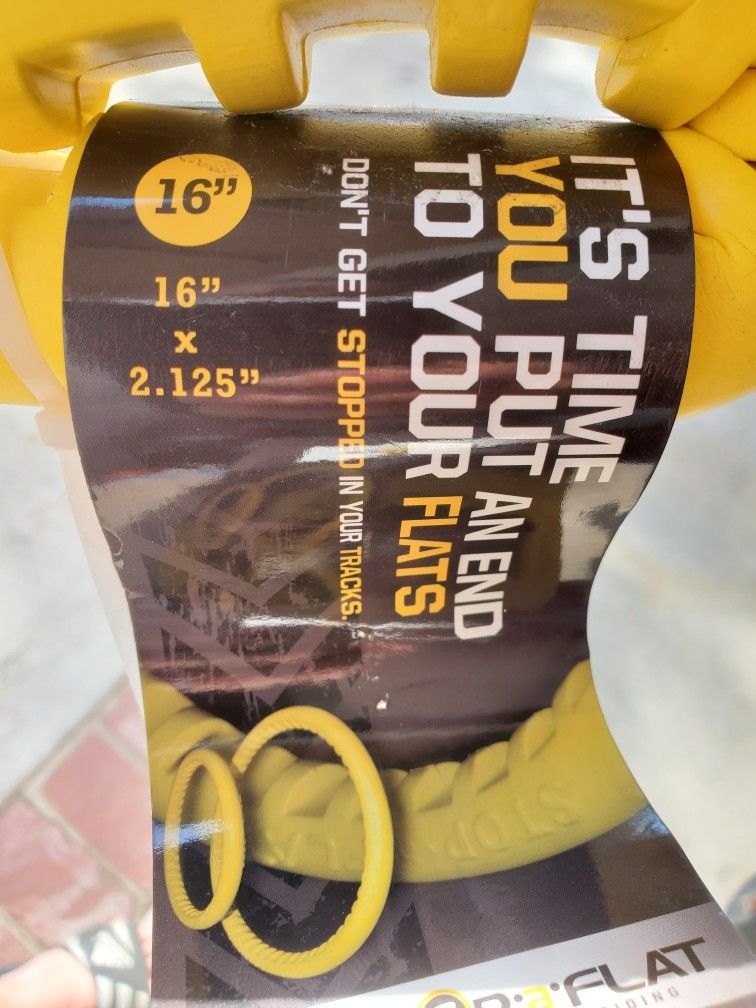 16”
16”
x
2.125”
IT'S TIME
YOU PUT AN END
TO YOUR FLATS
DON'T GET STOPPED IN YOUR TRACKS.
STOP
FLAT